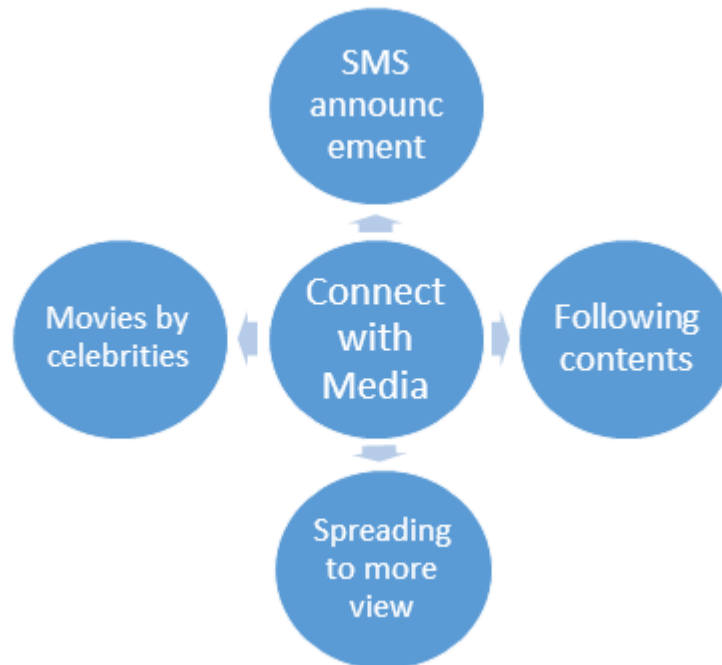 SMS
announc
ement
Movies by
celebrities
Connect
with
Media
Following
contents
Spreading
to more
view